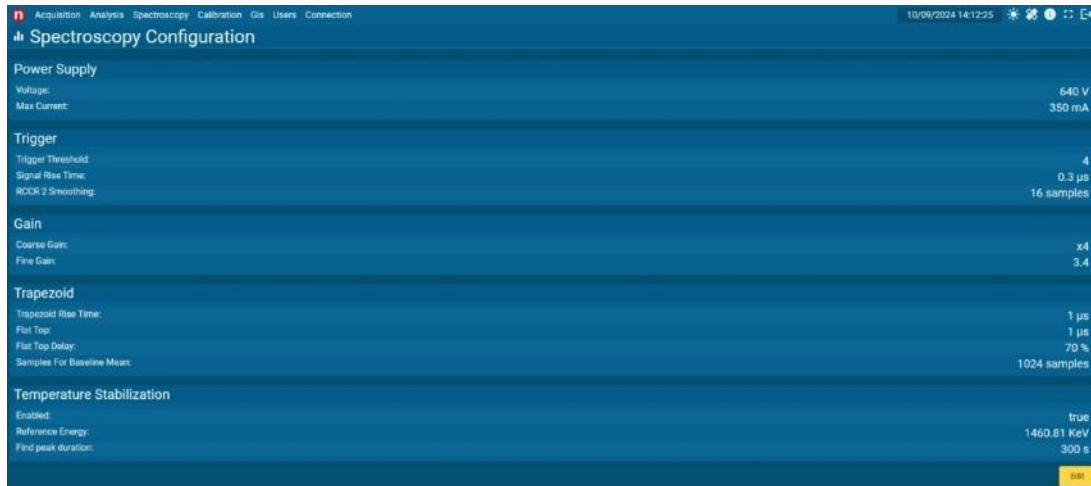 n Acquisition Analysis Spectroscopy Calibration Gis Users Connection 10/09/2024 14:12:25
Spectroscopy Configuration
Power Supply
Voltage: 640 V
Max Current: 350 mA
Trigger
Trigger Threshold: 4
Signal Rise Time: 0.3 µs
RCCR 2 Smoothing: 16 samples
Gain
Coarse Gain: x4
Fine Gain: 3.4
Trapezoid
Trapezoid Rise Time: 1 µs
Flat Top: 1 µs
Flat Top Delay: 70 %
Samples For Baseline Mean: 1024 samples
Temperature Stabilization
Enabled: true
Reference Energy: 1460.81 KeV
Find peak duration: 300 s
Edit